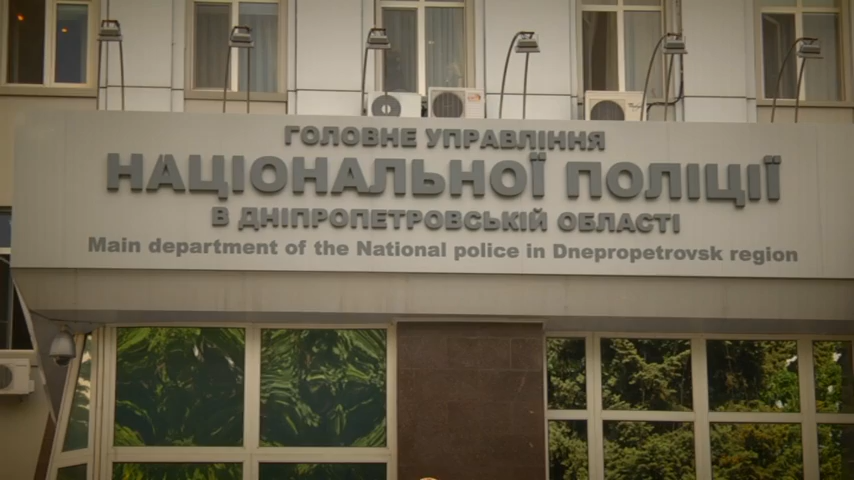 ГОЛОВНЕ УПРАВЛІННЯ
НАЦІОНАЛЬНОЇ ПОЛІЦІЇ
В ДНІПРОПЕТРОВСЬКІЙ ОБЛАСТІ
Main department of the National police in Dnepropetrovsk region